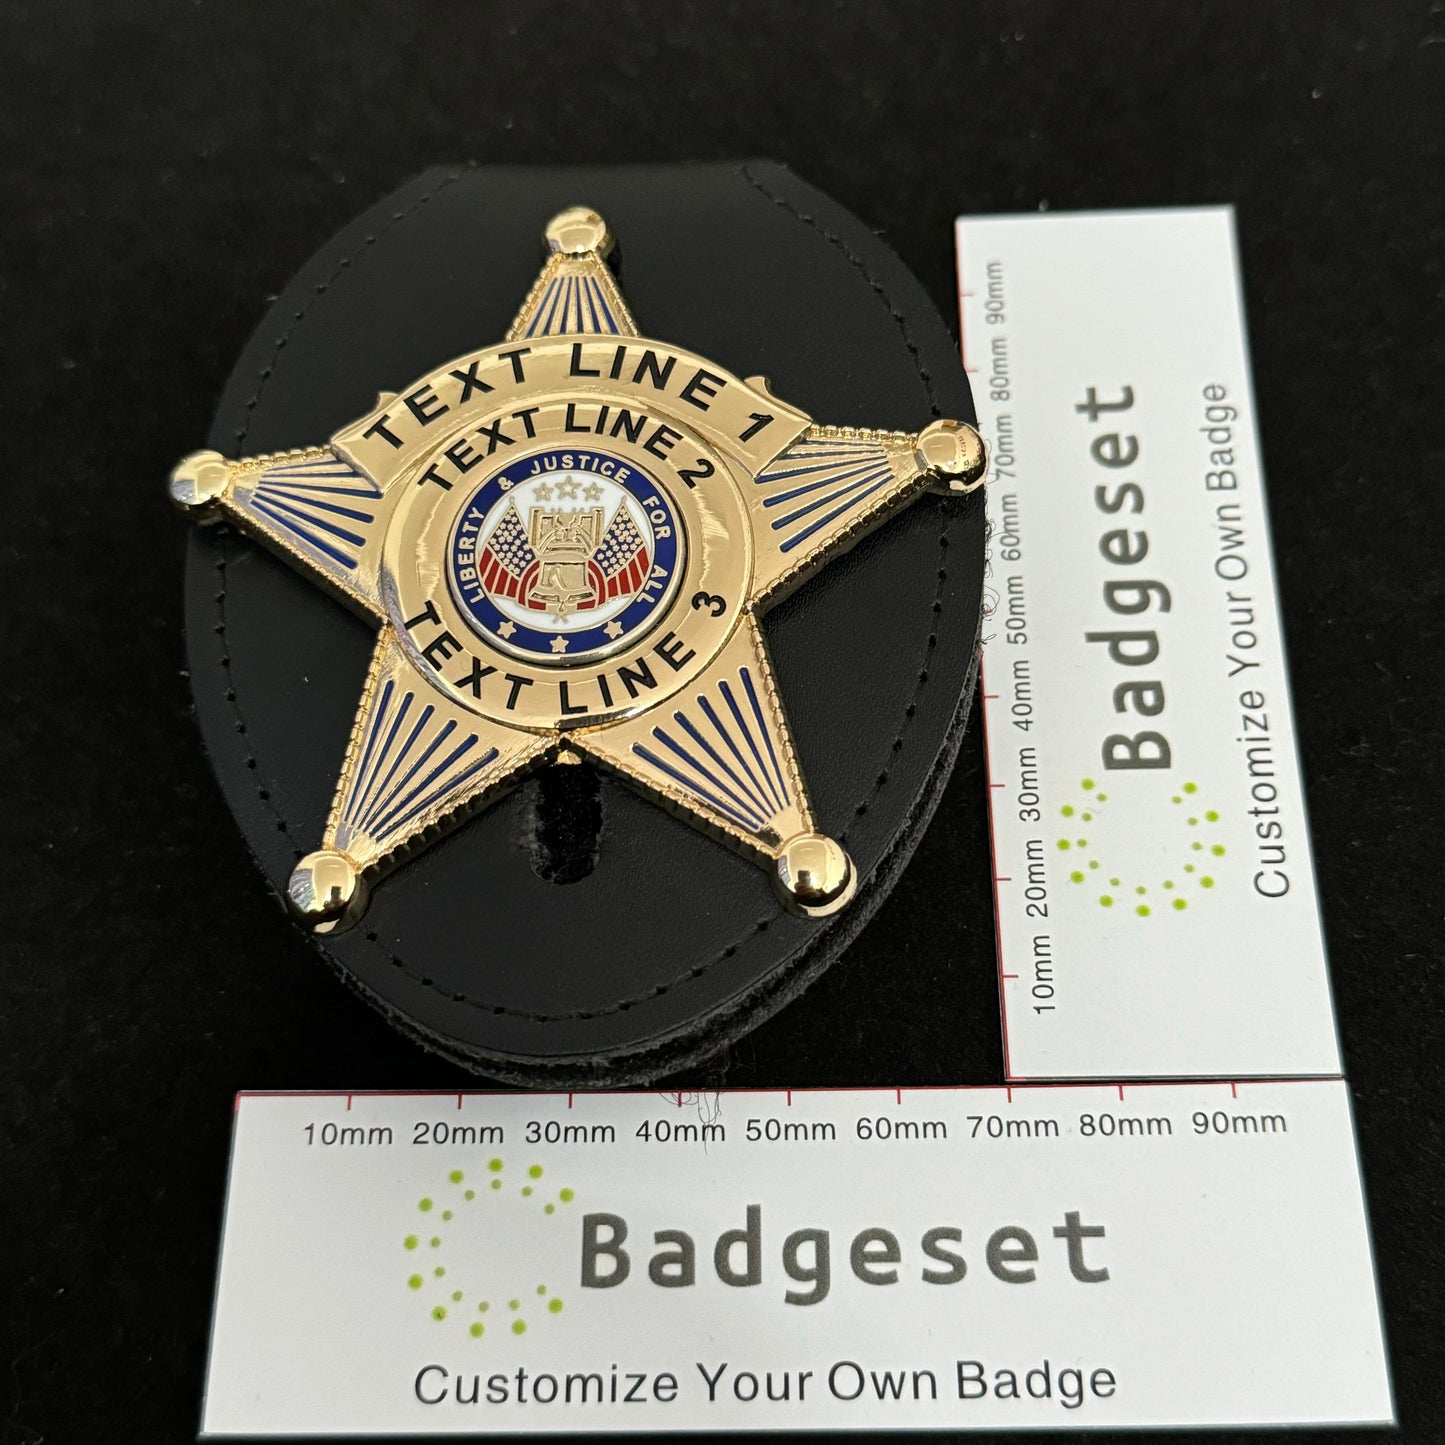 TEXT LINE 1
TEXT LINE 2
LIBERTY & JUSTICE FOR ALL
TEXT LINE 3
90mm
80mm
70mm
60mm
50mm
40mm
30mm
20mm
10mm
Badgeset
Customize Your Own Badge
10mm 20mm 30mm 40mm 50mm 60mm 70mm 80mm 90mm
Badgeset
Customize Your Own Badge